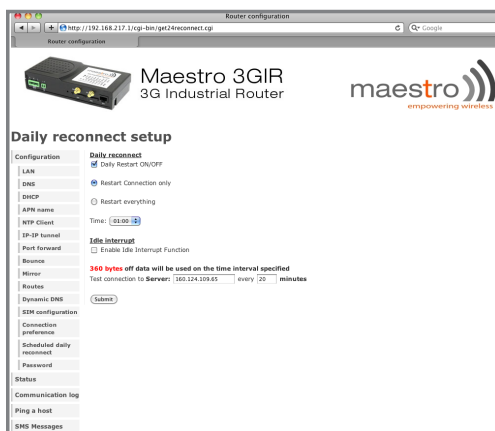 Router configuration
http://192.168.217.1/cgi-bin/get24reconnect.cgi
Google
Router configuration
Maestro 3GIR
3G Industrial Router
maestro
empowering wireless
Daily reconnect setup
Configuration
LAN
DNS
DHCP
APN name
NTP Client
IP-IP tunnel
Port forward
Bounce
Mirror
Routes
Dynamic DNS
SIM configuration
Connection
preference
Scheduled daily
reconnect
Password
Status
Communication log
Ping a host
SMS Messages
Daily reconnect
Daily Restart ON/OFF
Restart Connection only
Restart everything
Time: 01:00
Idle interrupt
Enable Idle Interrupt Function
360 bytes off data will be used on the time interval specified
Test connection to Server: 160.124.109.65 every 20 minutes
Submit